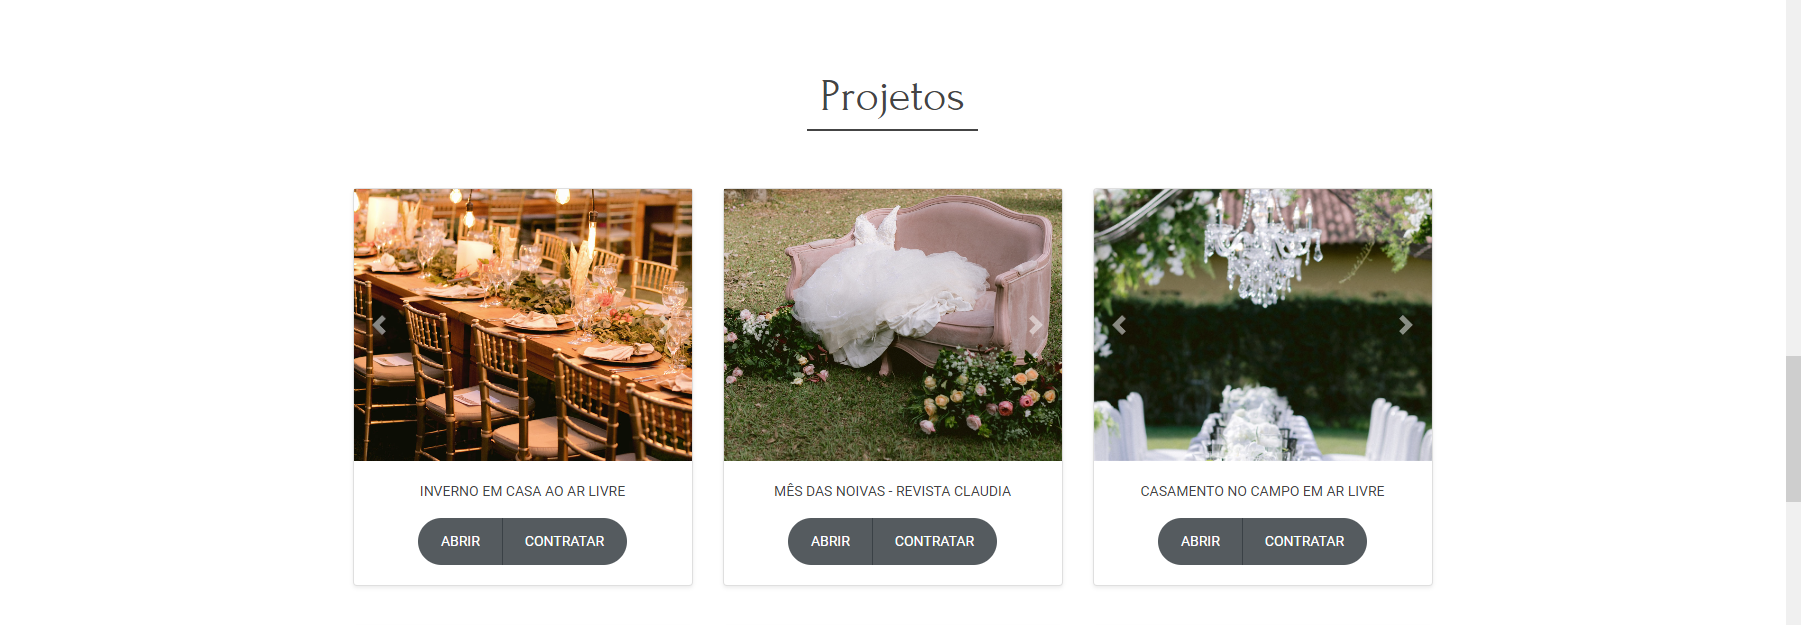 Projetos
INVERNO EM CASA AO AR LIVRE
ABRIR CONTRATAR
MÊS DAS NOIVAS - REVISTA CLAUDIA
ABRIR CONTRATAR
CASAMENTO NO CAMPO EM AR LIVRE
ABRIR CONTRATAR